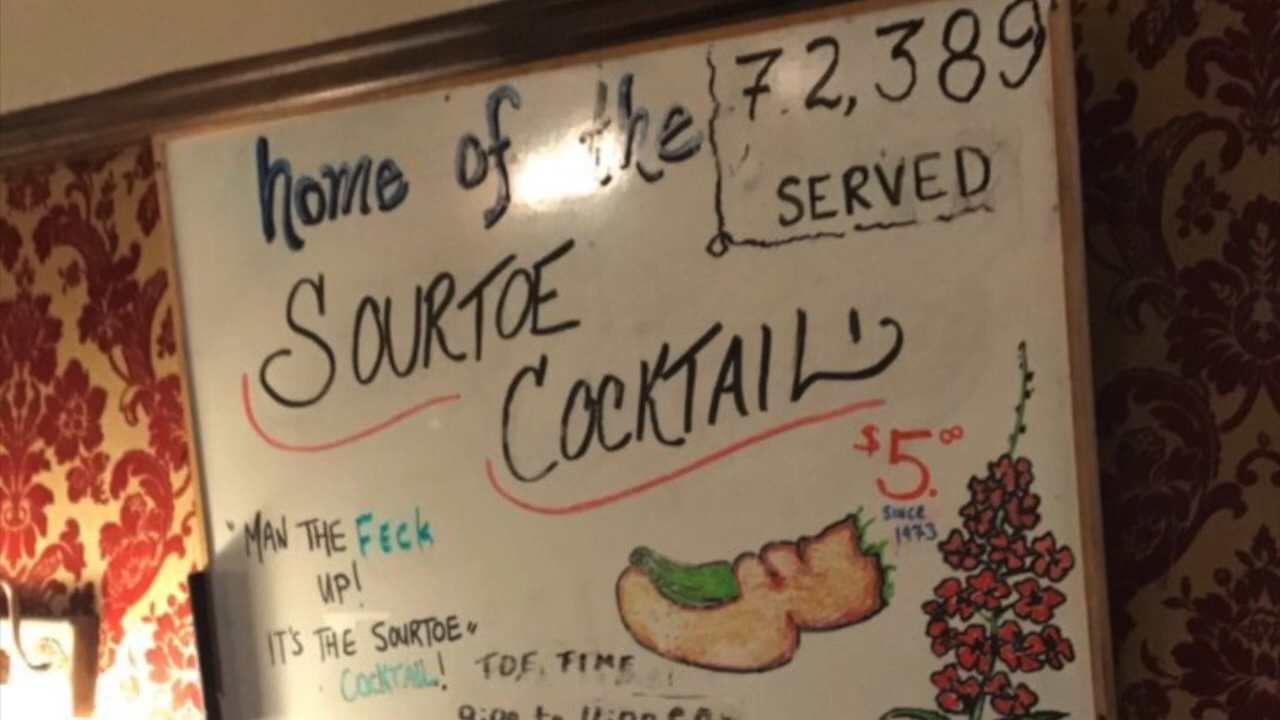 home of the
72,389
SERVED
SOURTOE
COCKTAIL
$5.00
SINCE
1973
"MAN THE FECK
UP!
IT'S THE SOURTOE"
COCKTAIL!
TOE TIME